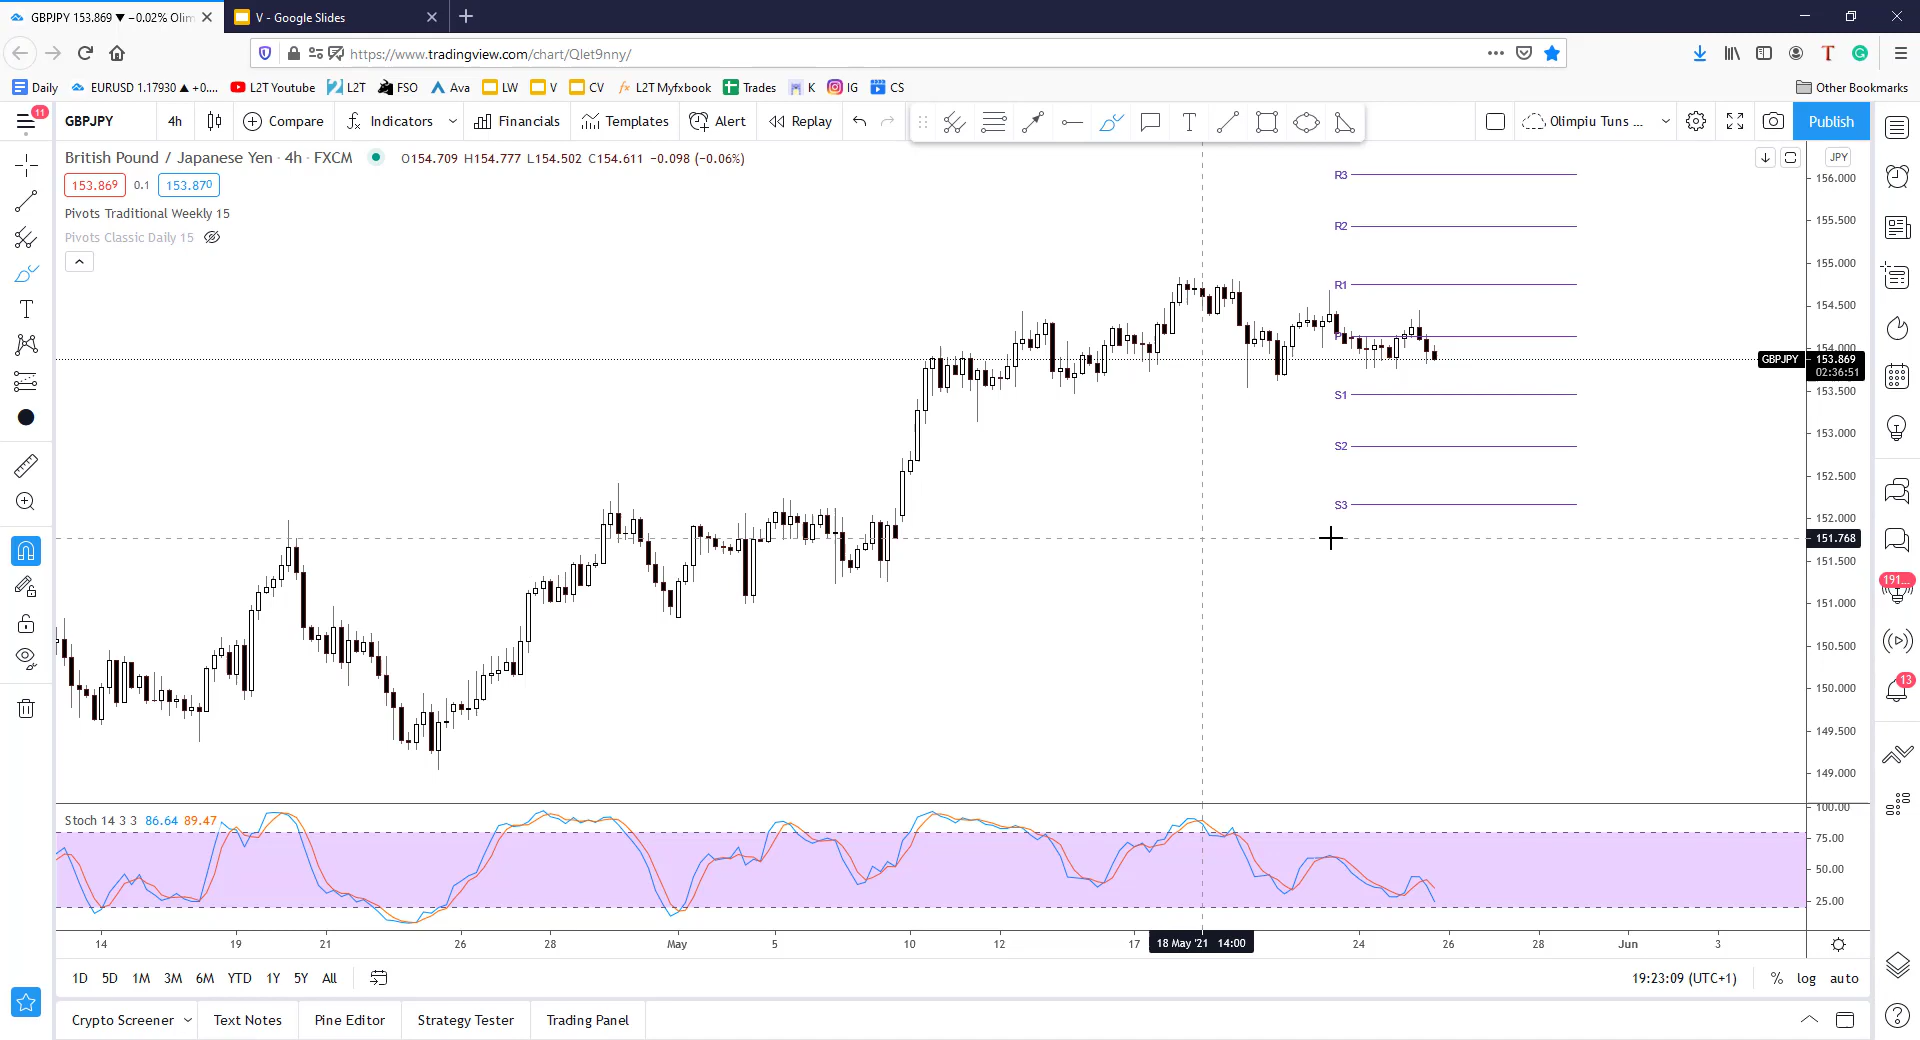 GBPJPY 153.869 ▼ −0.02% Olim
V - Google Slides
https://www.tradingview.com/chart/Qlet9nny/
Daily EURUSD 1.17930 ▲ +0.... L2T Youtube L2T FSO Ava LW V CV L2T Myfxbook Trades K IG CS Other Bookmarks
11
GBPJPY 4h Compare Indicators Financials Templates Alert Replay Olimpiu Tuns ... Publish
British Pound / Japanese Yen · 4h · FXCM O154.709 H154.777 L154.502 C154.611 −0.098 (−0.06%)
JPY
153.869 0.1 153.870
Pivots Traditional Weekly 15
Pivots Classic Daily 15
R3
R2
R1
P
S1
S2
S3
156.000
155.500
155.000
154.500
154.000
GBPJPY 153.869
02:36:51
153.500
153.000
152.500
152.000
151.768
151.500
151.000
150.500
150.000
149.500
149.000
191...
13
Stoch 14 3 3 86.64 89.47
100.00
75.00
50.00
25.00
14 19 21 26 28 May 5 10 12 17 18 May '21 14:00 24 26 28 Jun 3
1D 5D 1M 3M 6M YTD 1Y 5Y All 19:23:09 (UTC+1) % log auto
Crypto Screener Text Notes Pine Editor Strategy Tester Trading Panel